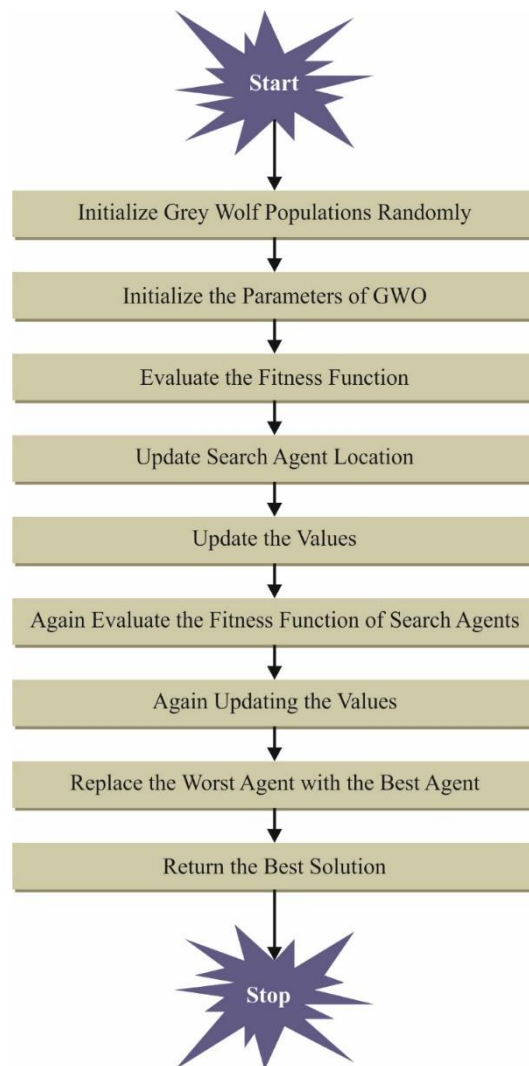 Start
Initialize Grey Wolf Populations Randomly
Initialize the Parameters of GWO
Evaluate the Fitness Function
Update Search Agent Location
Update the Values
Again Evaluate the Fitness Function of Search Agents
Again Updating the Values
Replace the Worst Agent with the Best Agent
Return the Best Solution
Stop